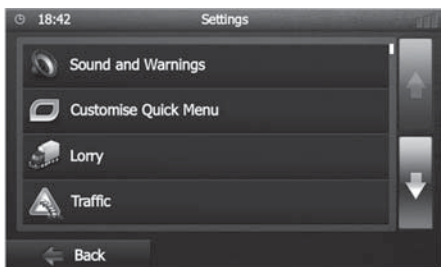 18:42 Settings
Sound and Warnings
Customise Quick Menu
Lorry
Traffic
Back